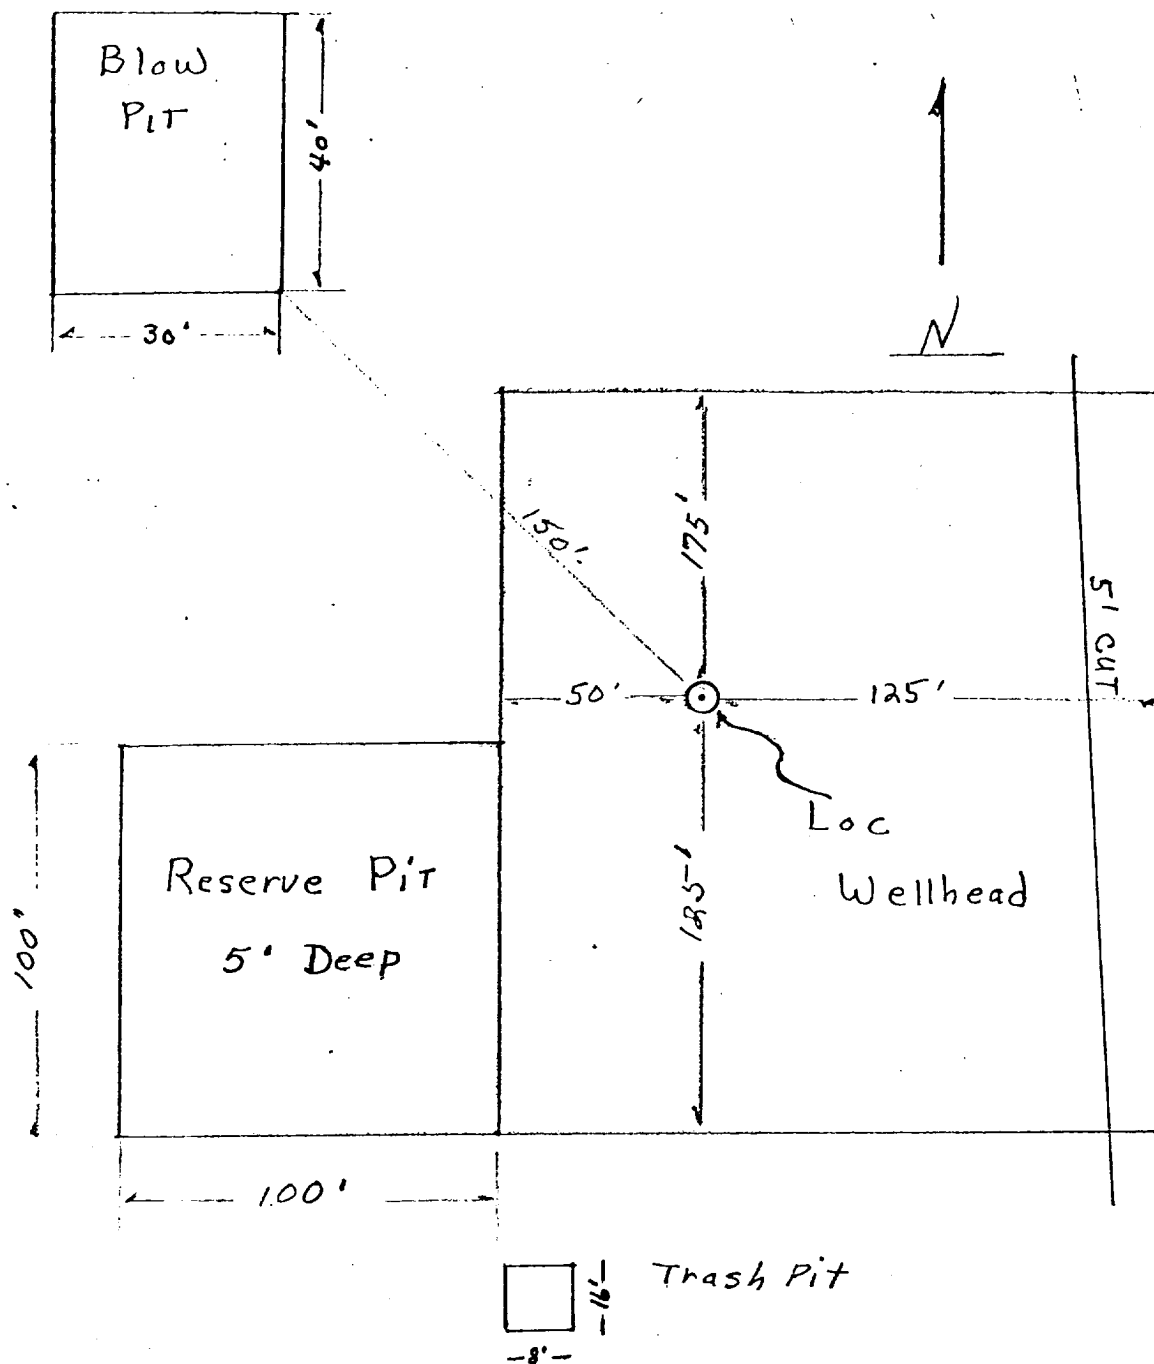 Blow
PIT
40'
30'
N
150'
175'
5' CUT
50'
125'
Loc
Wellhead
125'
Reserve PiT
5' Deep
100"
100'
Trash Pit
16'
8'